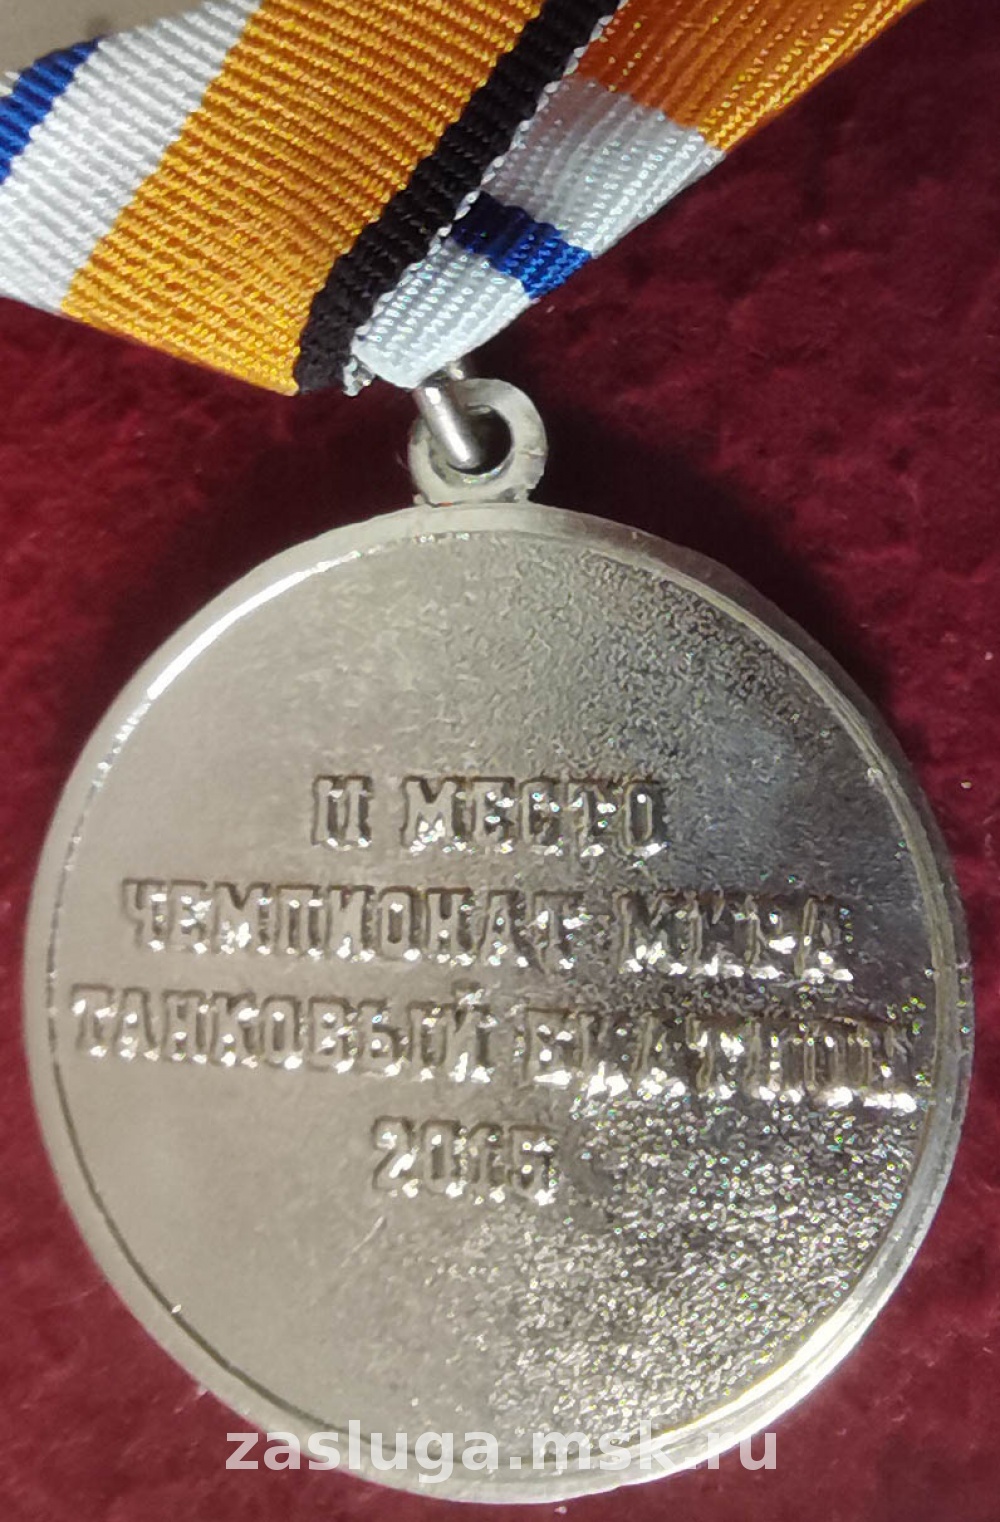 II МЕСТО
ЧЕМПИОНАТ МИРА
ТАНКОВЫЙ БИАТЛОН
2015
zasluga.msk.ru